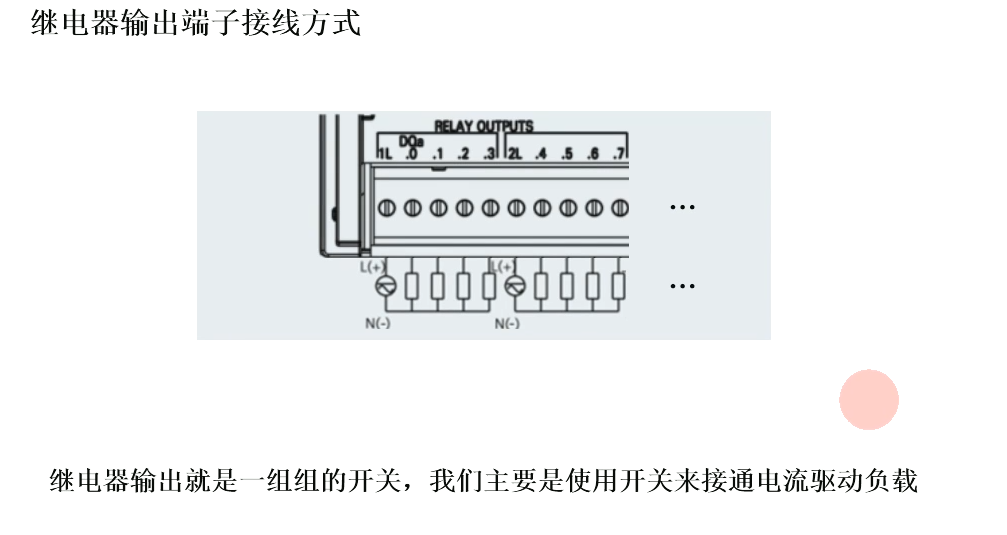 继电器输出端子接线方式
RELAY OUTPUTS
DQa
1L .0 .1 .2 .3 2L .4 .5 .6 .7
...
L(+) L(+)
...
N(-) N(-)
继电器输出就是一组组的开关，我们主要是使用开关来接通电流驱动负载